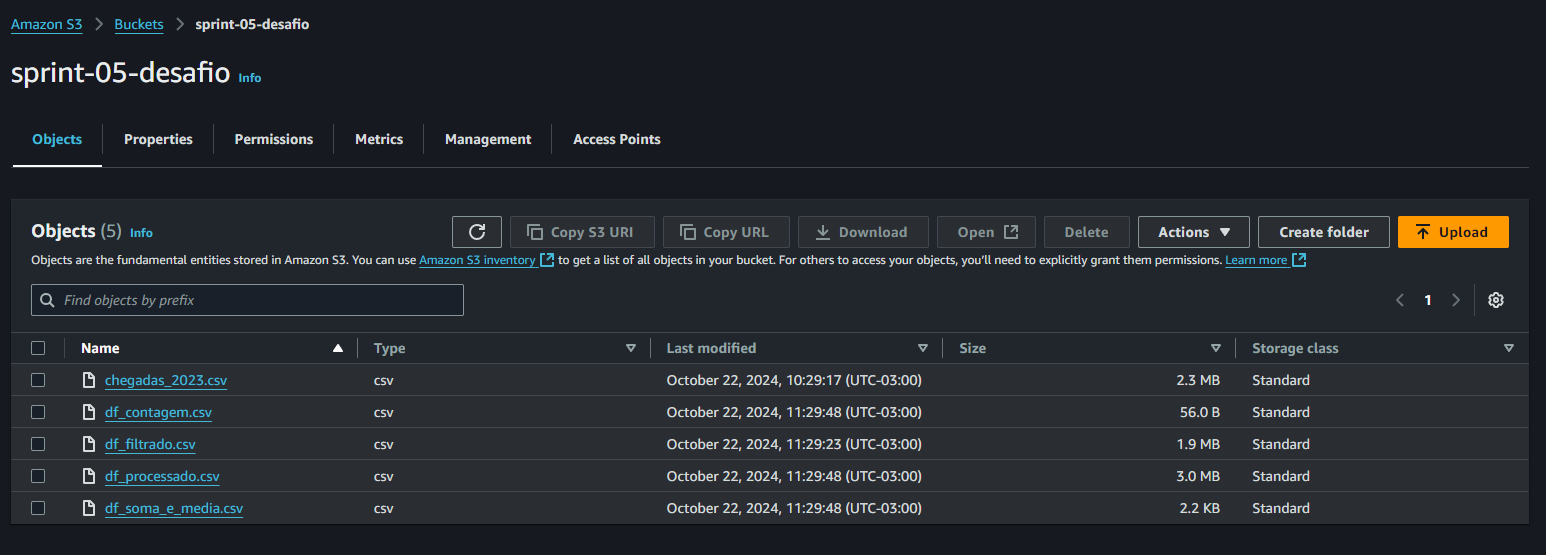 Amazon S3 > Buckets > sprint-05-desafio
sprint-05-desafio Info
Objects Properties Permissions Metrics Management Access Points
Objects (5) Info Copy S3 URI Copy URL Download Open Delete Actions Create folder Upload
Objects are the fundamental entities stored in Amazon S3. You can use Amazon S3 inventory to get a list of all objects in your bucket. For others to access your objects, you'll need to explicitly grant them permissions. Learn more
Find objects by prefix 1
Name Type Last modified Size Storage class
chegadas_2023.csv csv October 22, 2024, 10:29:17 (UTC-03:00) 2.3 MB Standard
df_contagem.csv csv October 22, 2024, 11:29:48 (UTC-03:00) 56.0 B Standard
df_filtrado.csv csv October 22, 2024, 11:29:23 (UTC-03:00) 1.9 MB Standard
df_processado.csv csv October 22, 2024, 11:29:48 (UTC-03:00) 3.0 MB Standard
df_soma_e_media.csv csv October 22, 2024, 11:29:48 (UTC-03:00) 2.2 KB Standard